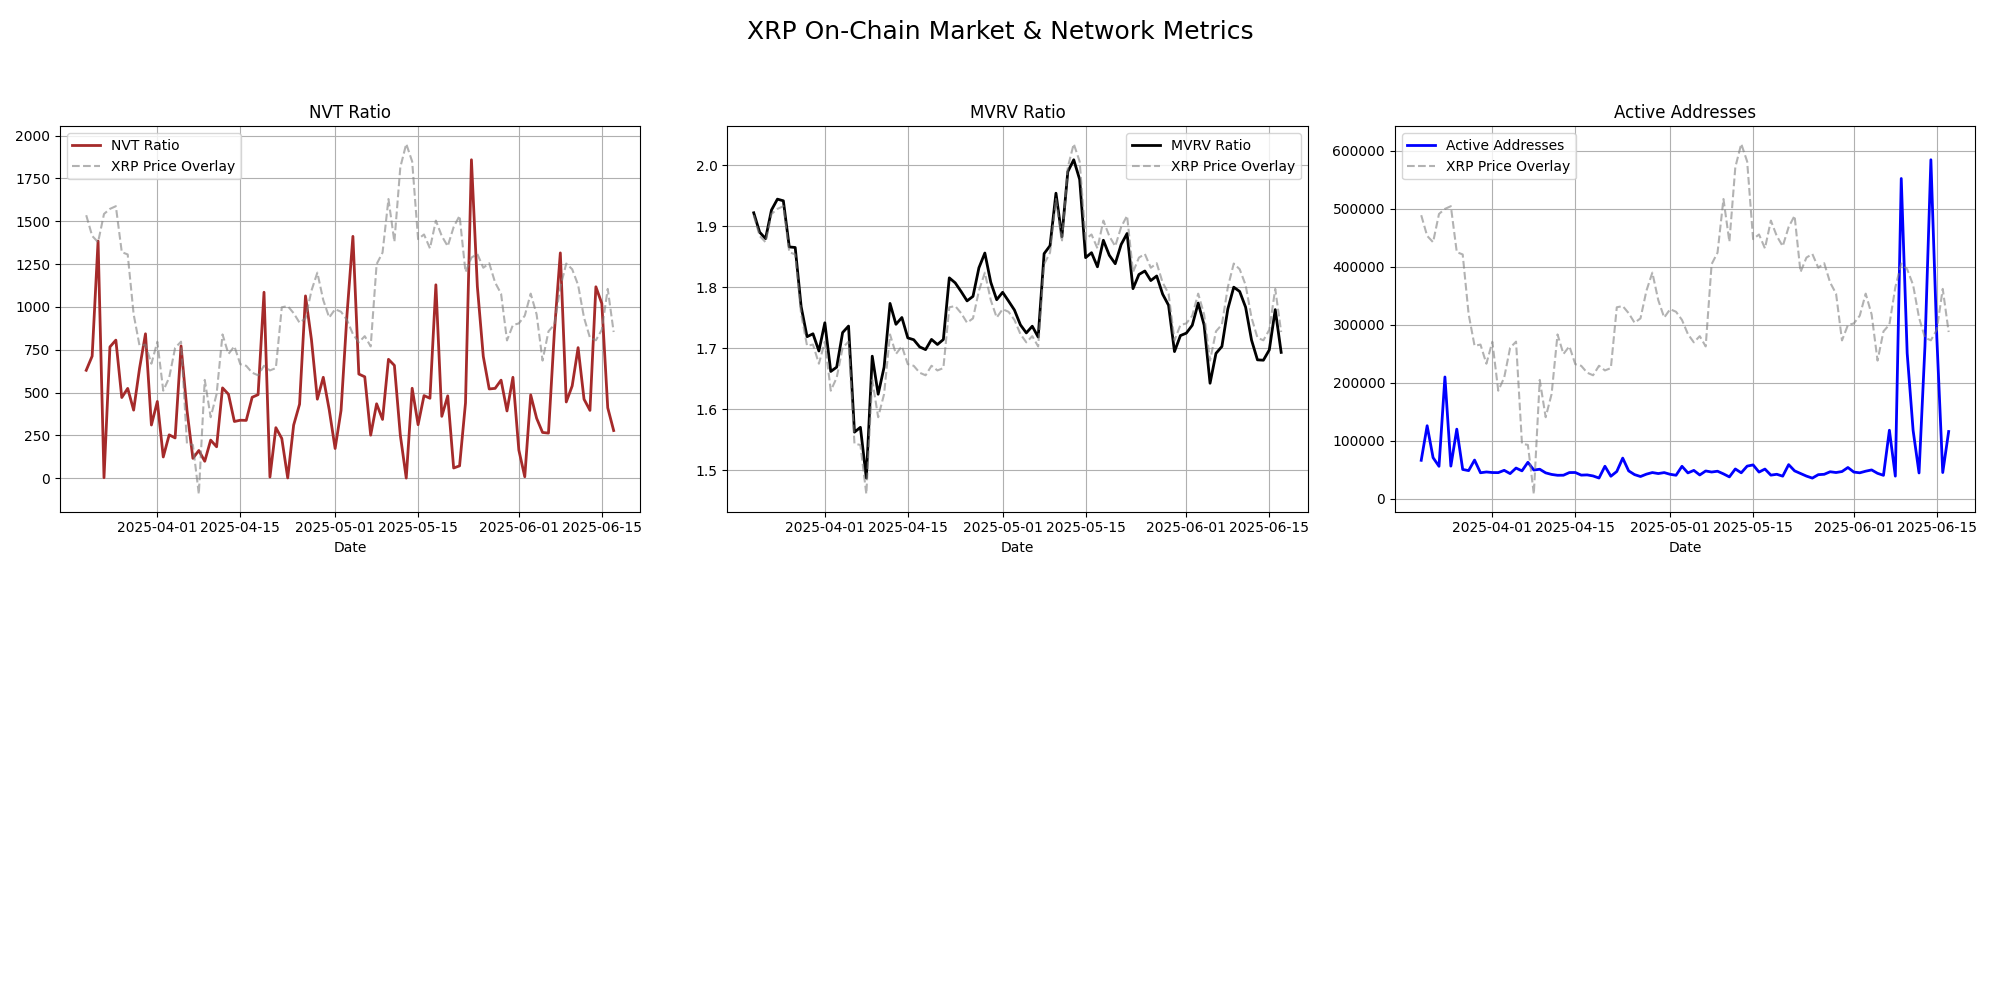 XRP On-Chain Market & Network Metrics
NVT Ratio
2000
1750
1500
1250
1000
750
500
250
0
NVT Ratio
XRP Price Overlay
2025-04-01 2025-04-15 2025-05-01 2025-05-15 2025-06-01 2025-06-15
Date
MVRV Ratio
2.0
1.9
1.8
1.7
1.6
1.5
MVRV Ratio
XRP Price Overlay
2025-04-01 2025-04-15 2025-05-01 2025-05-15 2025-06-01 2025-06-15
Date
Active Addresses
600000
500000
400000
300000
200000
100000
0
Active Addresses
XRP Price Overlay
2025-04-01 2025-04-15 2025-05-01 2025-05-15 2025-06-01 2025-06-15
Date